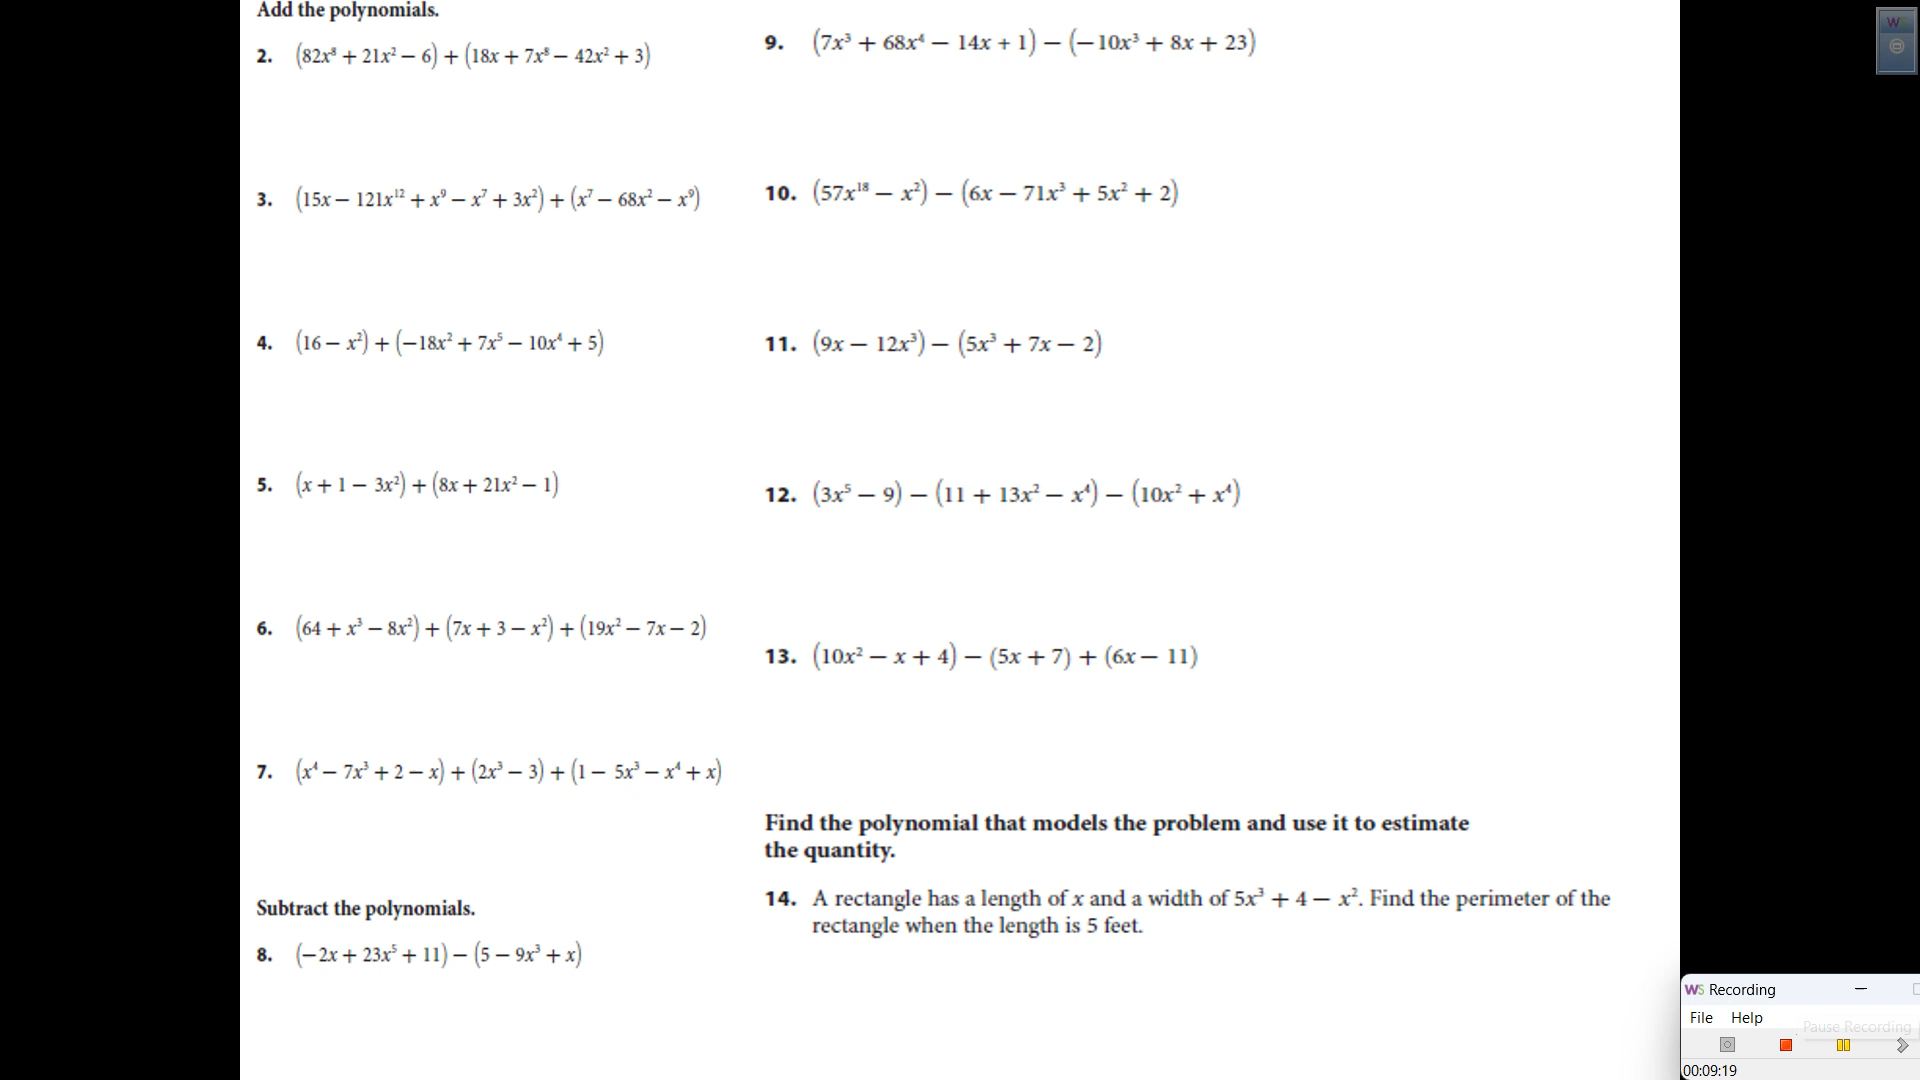 Add the polynomials.
2. (82x⁸ + 21x² – 6) + (18x + 7x⁸ – 42x² + 3)
3. (15x – 121x¹² + x⁹ – x⁷ + 3x²) + (x⁷ – 68x² – x⁹)
4. (16 – x²) + (–18x² + 7x⁵ – 10x⁴ + 5)
5. (x + 1 – 3x²) + (8x + 21x² – 1)
6. (64 + x³ – 8x²) + (7x + 3 – x²) + (19x² – 7x – 2)
7. (x⁴ – 7x³ + 2 – x) + (2x³ – 3) + (1 – 5x³ – x⁴ + x)
Subtract the polynomials.
8. (–2x + 23x⁵ + 11) – (5 – 9x³ + x)
9. (7x³ + 68x⁴ – 14x + 1) – (–10x³ + 8x + 23)
10. (57x¹⁸ – x²) – (6x – 71x³ + 5x² + 2)
11. (9x – 12x³) – (5x³ + 7x – 2)
12. (3x⁵ – 9) – (11 + 13x² – x⁴) – (10x² + x⁴)
13. (10x² – x + 4) – (5x + 7) + (6x – 11)
Find the polynomial that models the problem and use it to estimate
the quantity.
14. A rectangle has a length of x and a width of 5x³ + 4 – x². Find the perimeter of the
rectangle when the length is 5 feet.
WS
WS Recording
File Help
Pause Recording
00:09:19